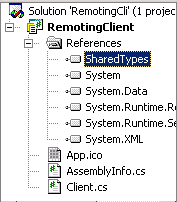 Solution 'RemotingCli' (1 projec
RemotingClient
References
SharedTypes
System
System.Data
System.Runtime.R
System.Runtime.Se
System.XML
App.ico
AssemblyInfo.cs
Client.cs